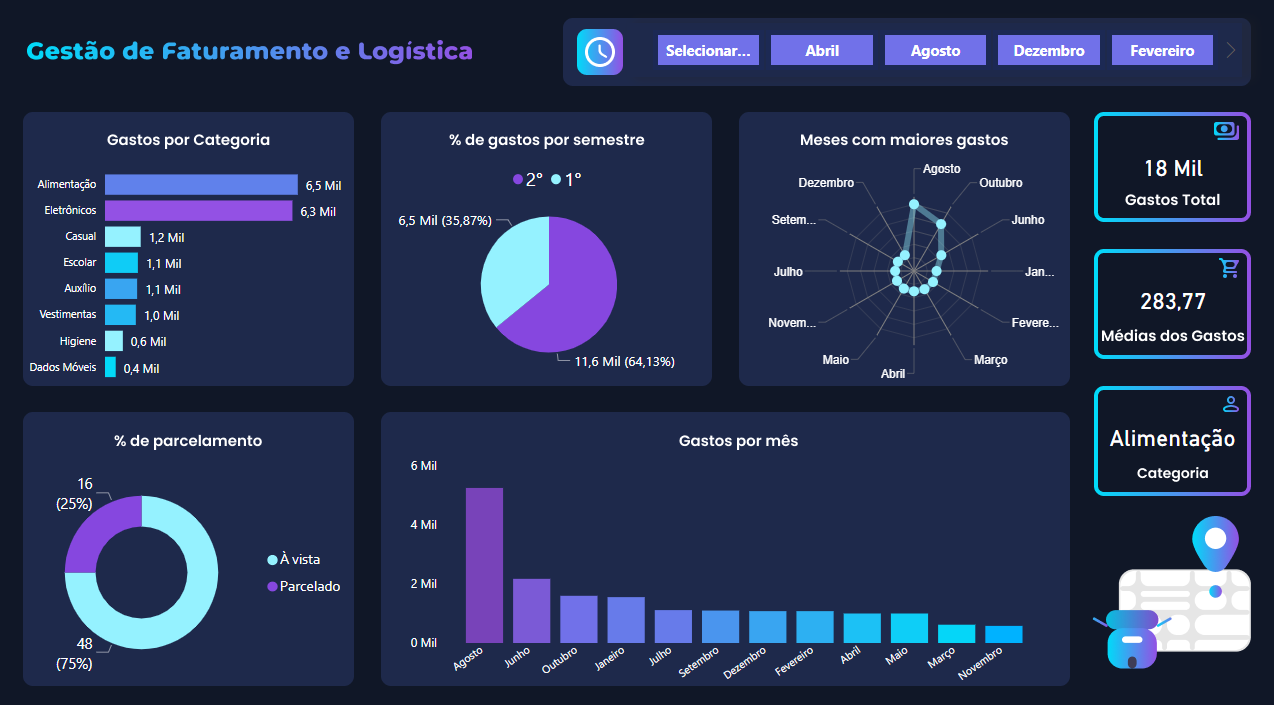 Gestão de Faturamento e Logística
Selecionar...
Abril
Agosto
Dezembro
Fevereiro
Gastos por Categoria
Alimentação 6,5 Mil
Eletrônicos 6,3 Mil
Casual 1,2 Mil
Escolar 1,1 Mil
Auxílio 1,1 Mil
Vestimentas 1,0 Mil
Higiene 0,6 Mil
Dados Móveis 0,4 Mil
% de gastos por semestre
2° 1°
6,5 Mil (35,87%)
11,6 Mil (64,13%)
Meses com maiores gastos
Agosto
Dezembro
Outubro
Setem...
Junho
Julho
Jan...
Novem...
Fevere...
Maio
Março
Abril
18 Mil
Gastos Total
283,77
Médias dos Gastos
Alimentação
Categoria
% de parcelamento
16
(25%)
À vista
Parcelado
48
(75%)
Gastos por mês
6 Mil
4 Mil
2 Mil
0 Mil
Agosto
Junho
Outubro
Janeiro
Julho
Setembro
Dezembro
Fevereiro
Abril
Maio
Março
Novembro